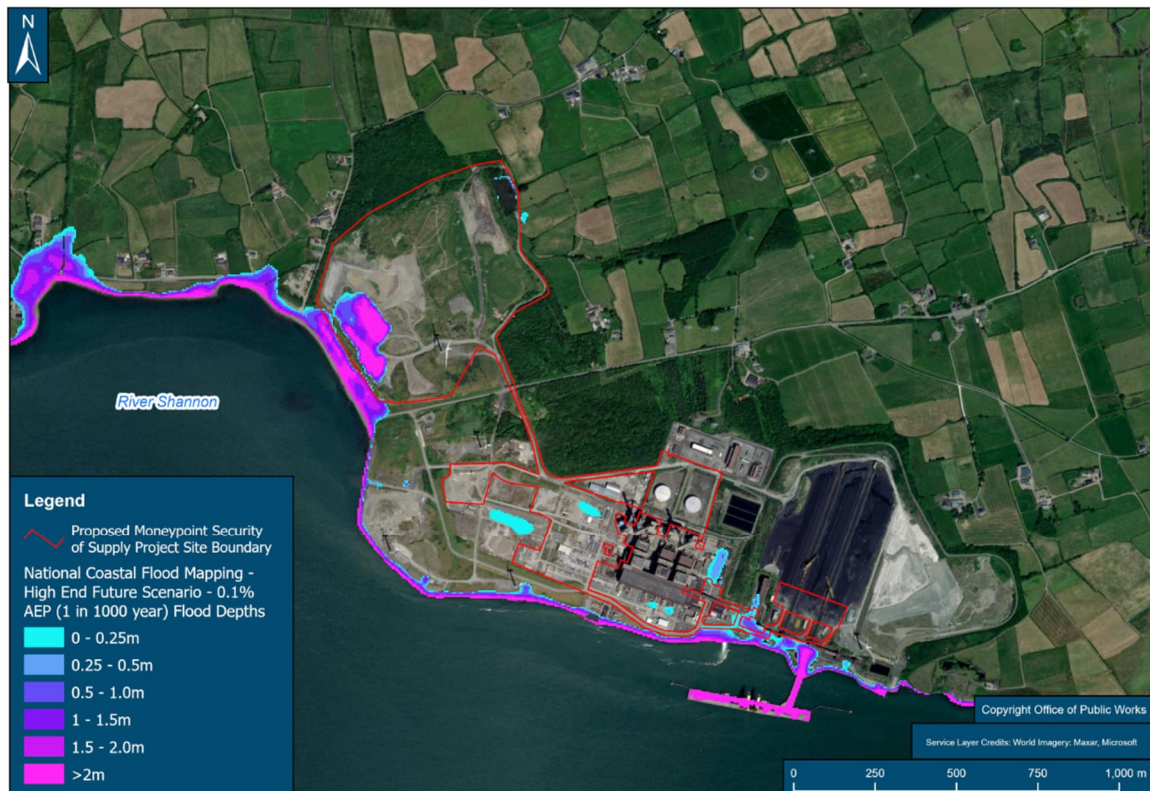 N
River Shannon
Legend
Proposed Moneypoint Security
of Supply Project Site Boundary
National Coastal Flood Mapping -
High End Future Scenario - 0.1%
AEP (1 in 1000 year) Flood Depths
0 - 0.25m
0.25 - 0.5m
0.5 - 1.0m
1 - 1.5m
1.5 - 2.0m
>2m
Copyright Office of Public Works
Service Layer Credits: World Imagery: Maxar, Microsoft
0 250 500 750 1,000 m